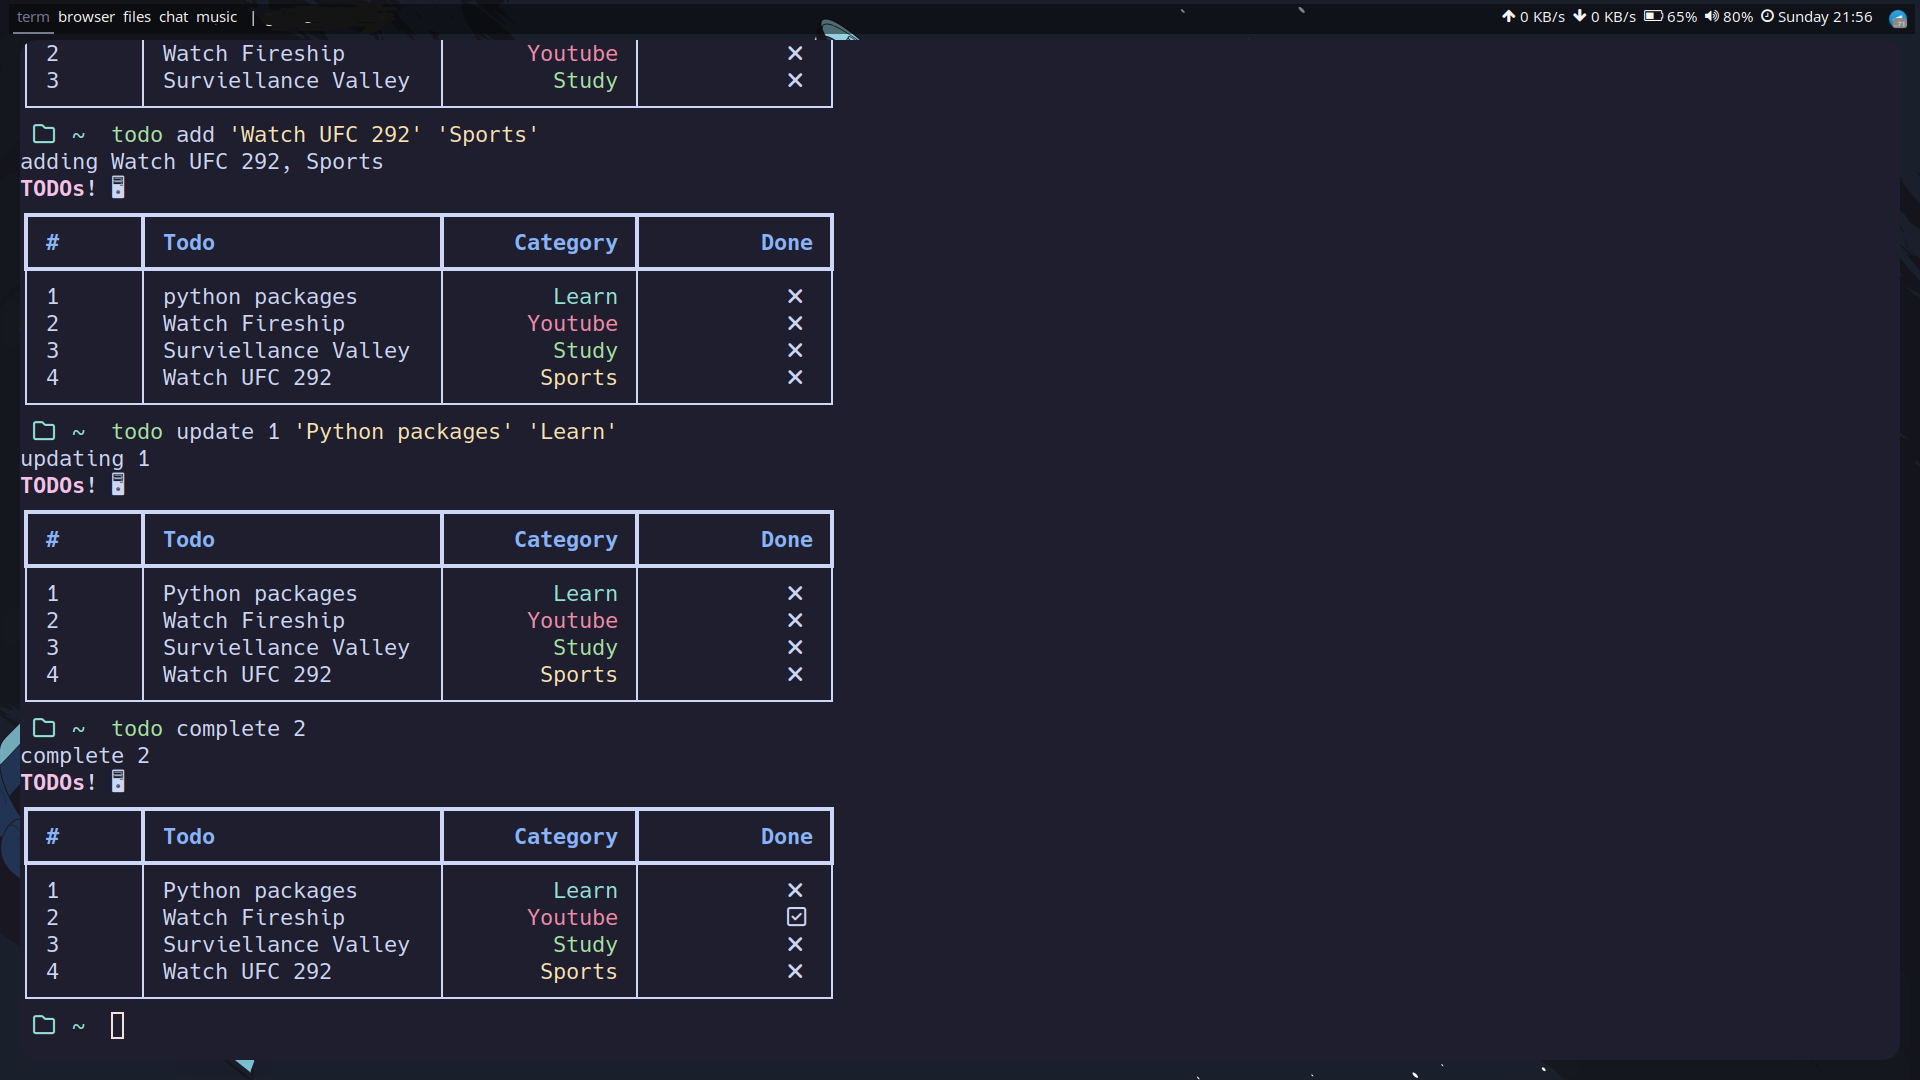 term browser files chat music |
0 KB/s 0 KB/s 65% 80% Sunday 21:56
2 Watch Fireship Youtube ✕
3 Surviellance Valley Study ✕
~ todo add 'Watch UFC 292' 'Sports'
adding Watch UFC 292, Sports
TODOs!
# Todo Category Done
1 python packages Learn ✕
2 Watch Fireship Youtube ✕
3 Surviellance Valley Study ✕
4 Watch UFC 292 Sports ✕
~ todo update 1 'Python packages' 'Learn'
updating 1
TODOs!
# Todo Category Done
1 Python packages Learn ✕
2 Watch Fireship Youtube ✕
3 Surviellance Valley Study ✕
4 Watch UFC 292 Sports ✕
~ todo complete 2
complete 2
TODOs!
# Todo Category Done
1 Python packages Learn ✕
2 Watch Fireship Youtube ☑
3 Surviellance Valley Study ✕
4 Watch UFC 292 Sports ✕
~